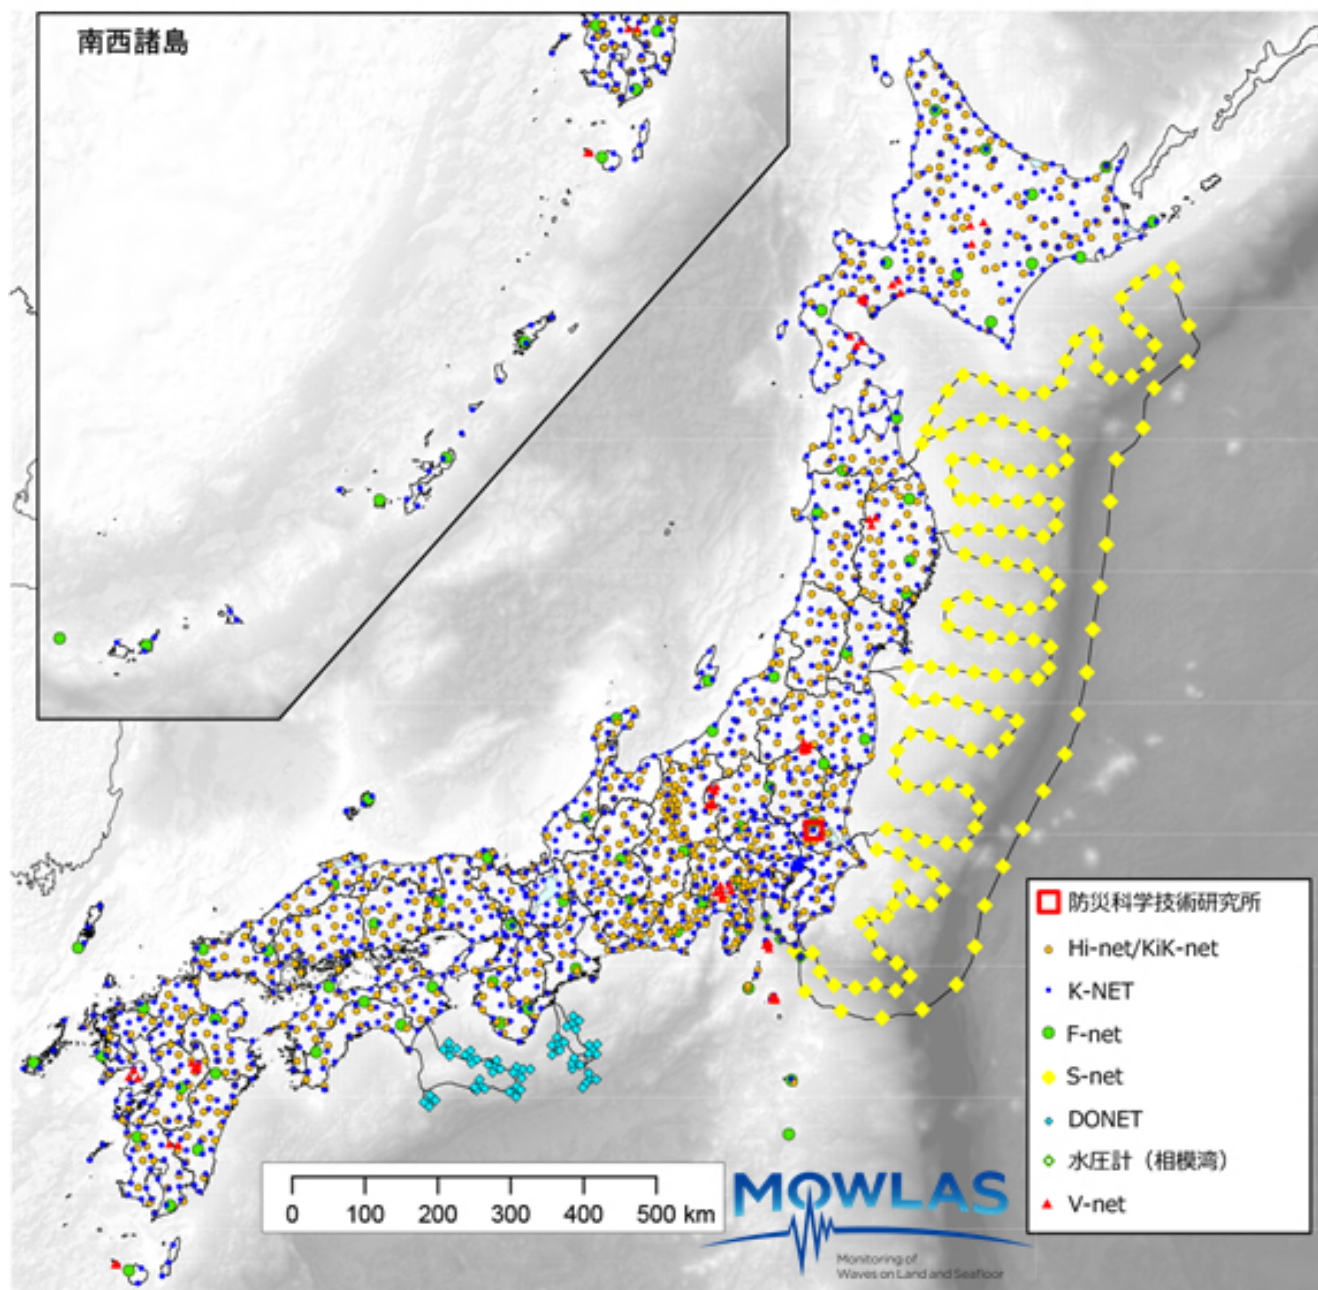 南西諸島
防災科学技術研究所
Hi-net/KiK-net
K-NET
F-net
S-net
DONET
水圧計（相模湾）
V-net
0 100 200 300 400 500 km
MOWLAS
Monitoring of
Waves on Land and Seafloor